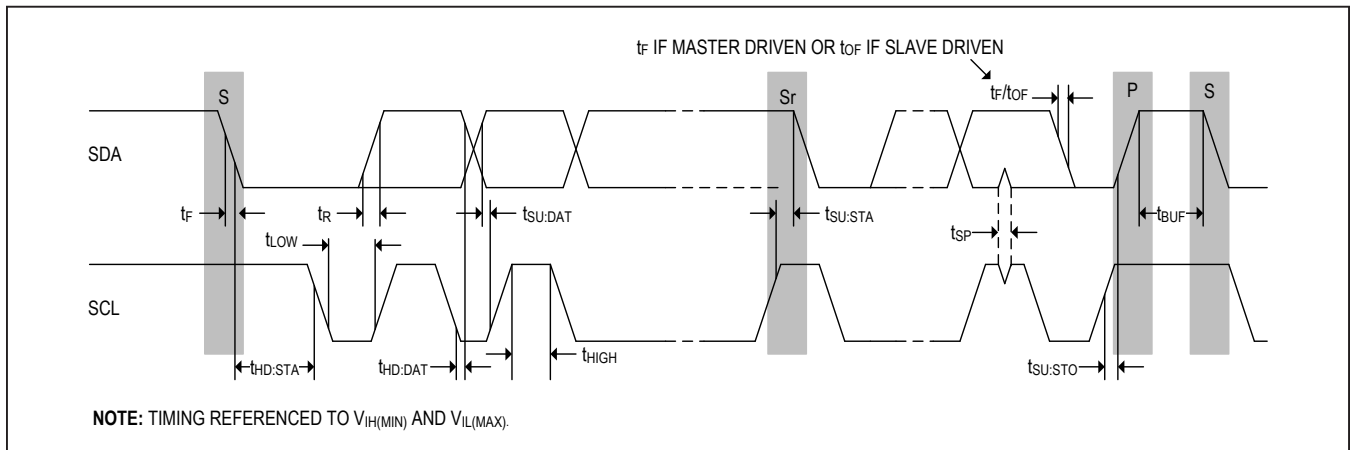 tF IF MASTER DRIVEN OR tOF IF SLAVE DRIVEN
S
Sr
tF/tOF
P
S
SDA
tF
tR
tSU:DAT
tSU:STA
tSP
tBUF
tLOW
SCL
tHD:STA
tHD:DAT
tHIGH
tSU:STO
NOTE: TIMING REFERENCED TO VIH(MIN) AND VIL(MAX).